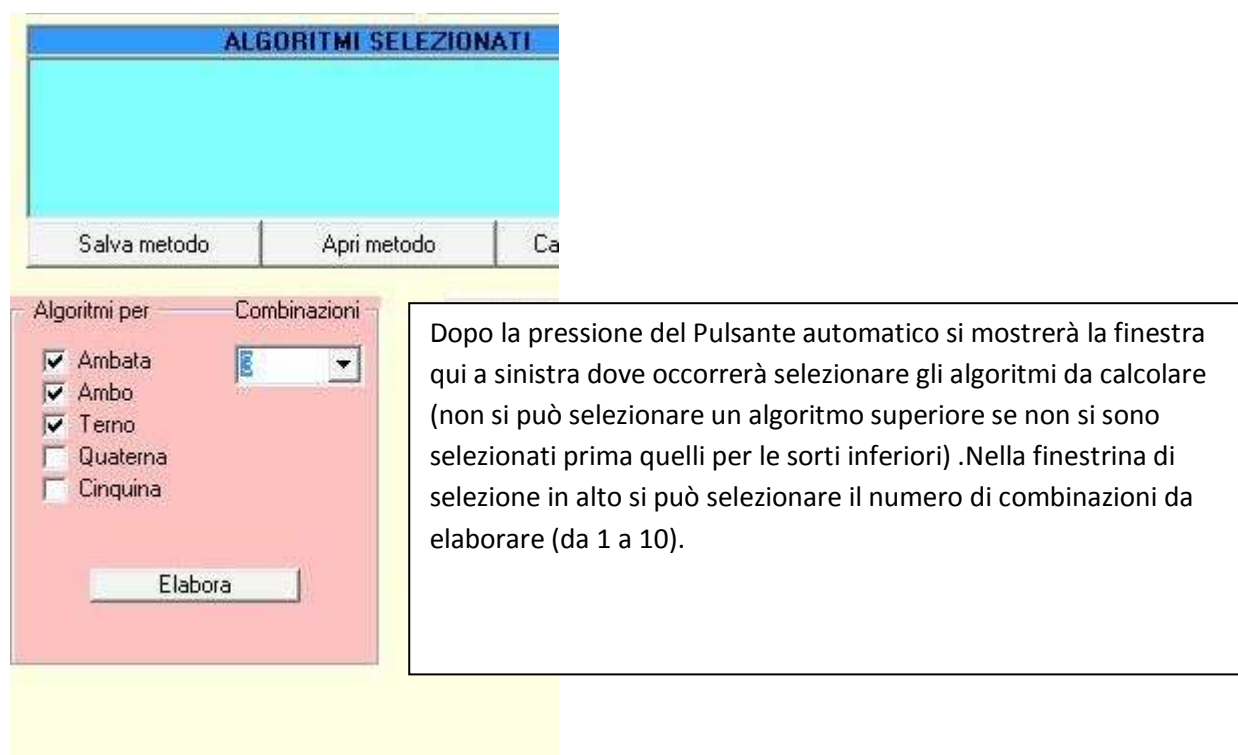 ALGORITMI SELEZIONATI
Salva metodo Apri metodo Ca
Algoritmi per Combinazioni
Ambata 3
Ambo
Terno
Quaterna
Cinquina
Elabora
Dopo la pressione del Pulsante automatico si mostrerà la finestra
qui a sinistra dove occorrerà selezionare gli algoritmi da calcolare
(non si può selezionare un algoritmo superiore se non si sono
selezionati prima quelli per le sorti inferiori) .Nella finestrina di
selezione in alto si può selezionare il numero di combinazioni da
elaborare (da 1 a 10).